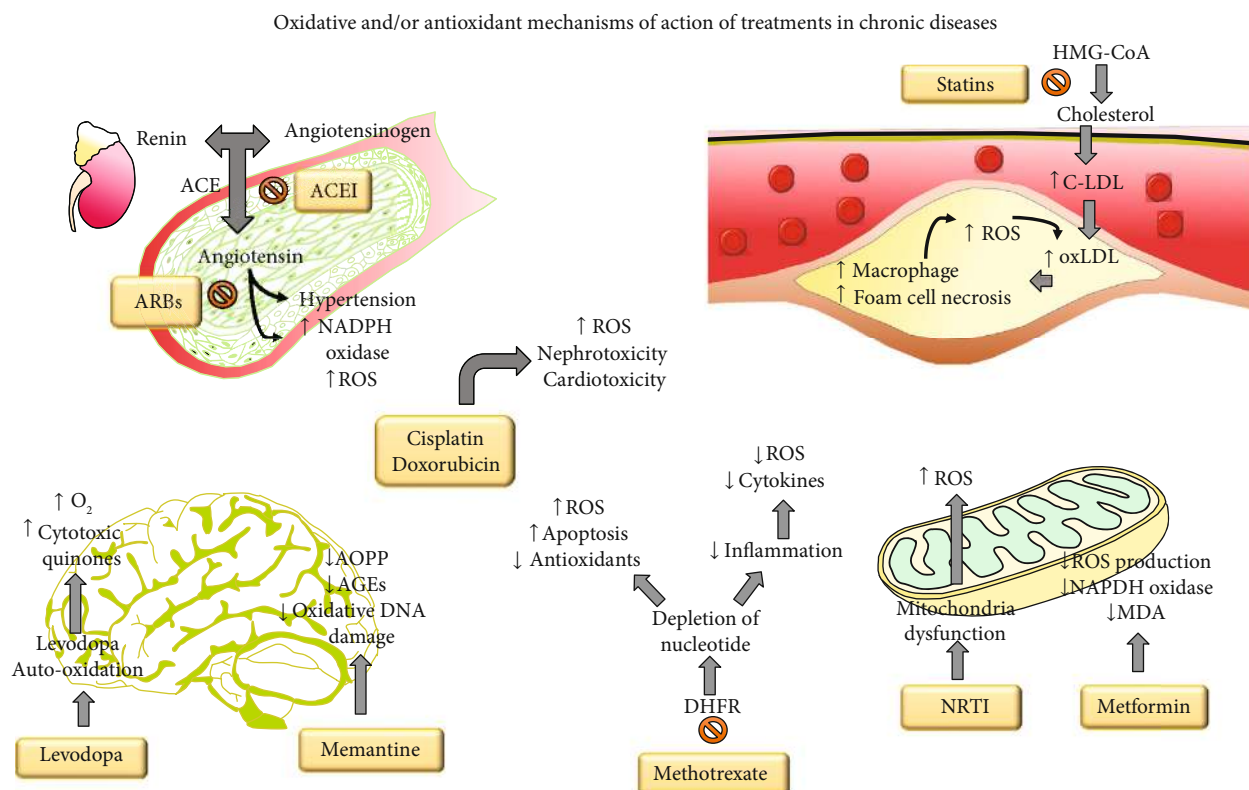 Oxidative and/or antioxidant mechanisms of action of treatments in chronic diseases
Renin
Angiotensinogen
ACE
ACEI
Angiotensin
ARBs
Hypertension
↑ NADPH
oxidase
↑ROS
Statins
HMG-CoA
Cholesterol
↑C-LDL
↑oxLDL
↑ ROS
↑ Macrophage
↑ Foam cell necrosis
↑ ROS
Nephrotoxicity
Cardiotoxicity
Cisplatin
Doxorubicin
↑ O₂
↑ Cytotoxic
quinones
Levodopa
Auto-oxidation
Levodopa
↓AOPP
↓AGEs
↓Oxidative DNA
damage
Memantine
↑ROS
↑ Apoptosis
↓ Antioxidants
↓ROS
↓ Cytokines
↓ Inflammation
Depletion of
nucleotide
DHFR
Methotrexate
↑ ROS
Mitochondria
dysfunction
NRTI
↓ROS production
↓NAPDH oxidase
↓MDA
Metformin